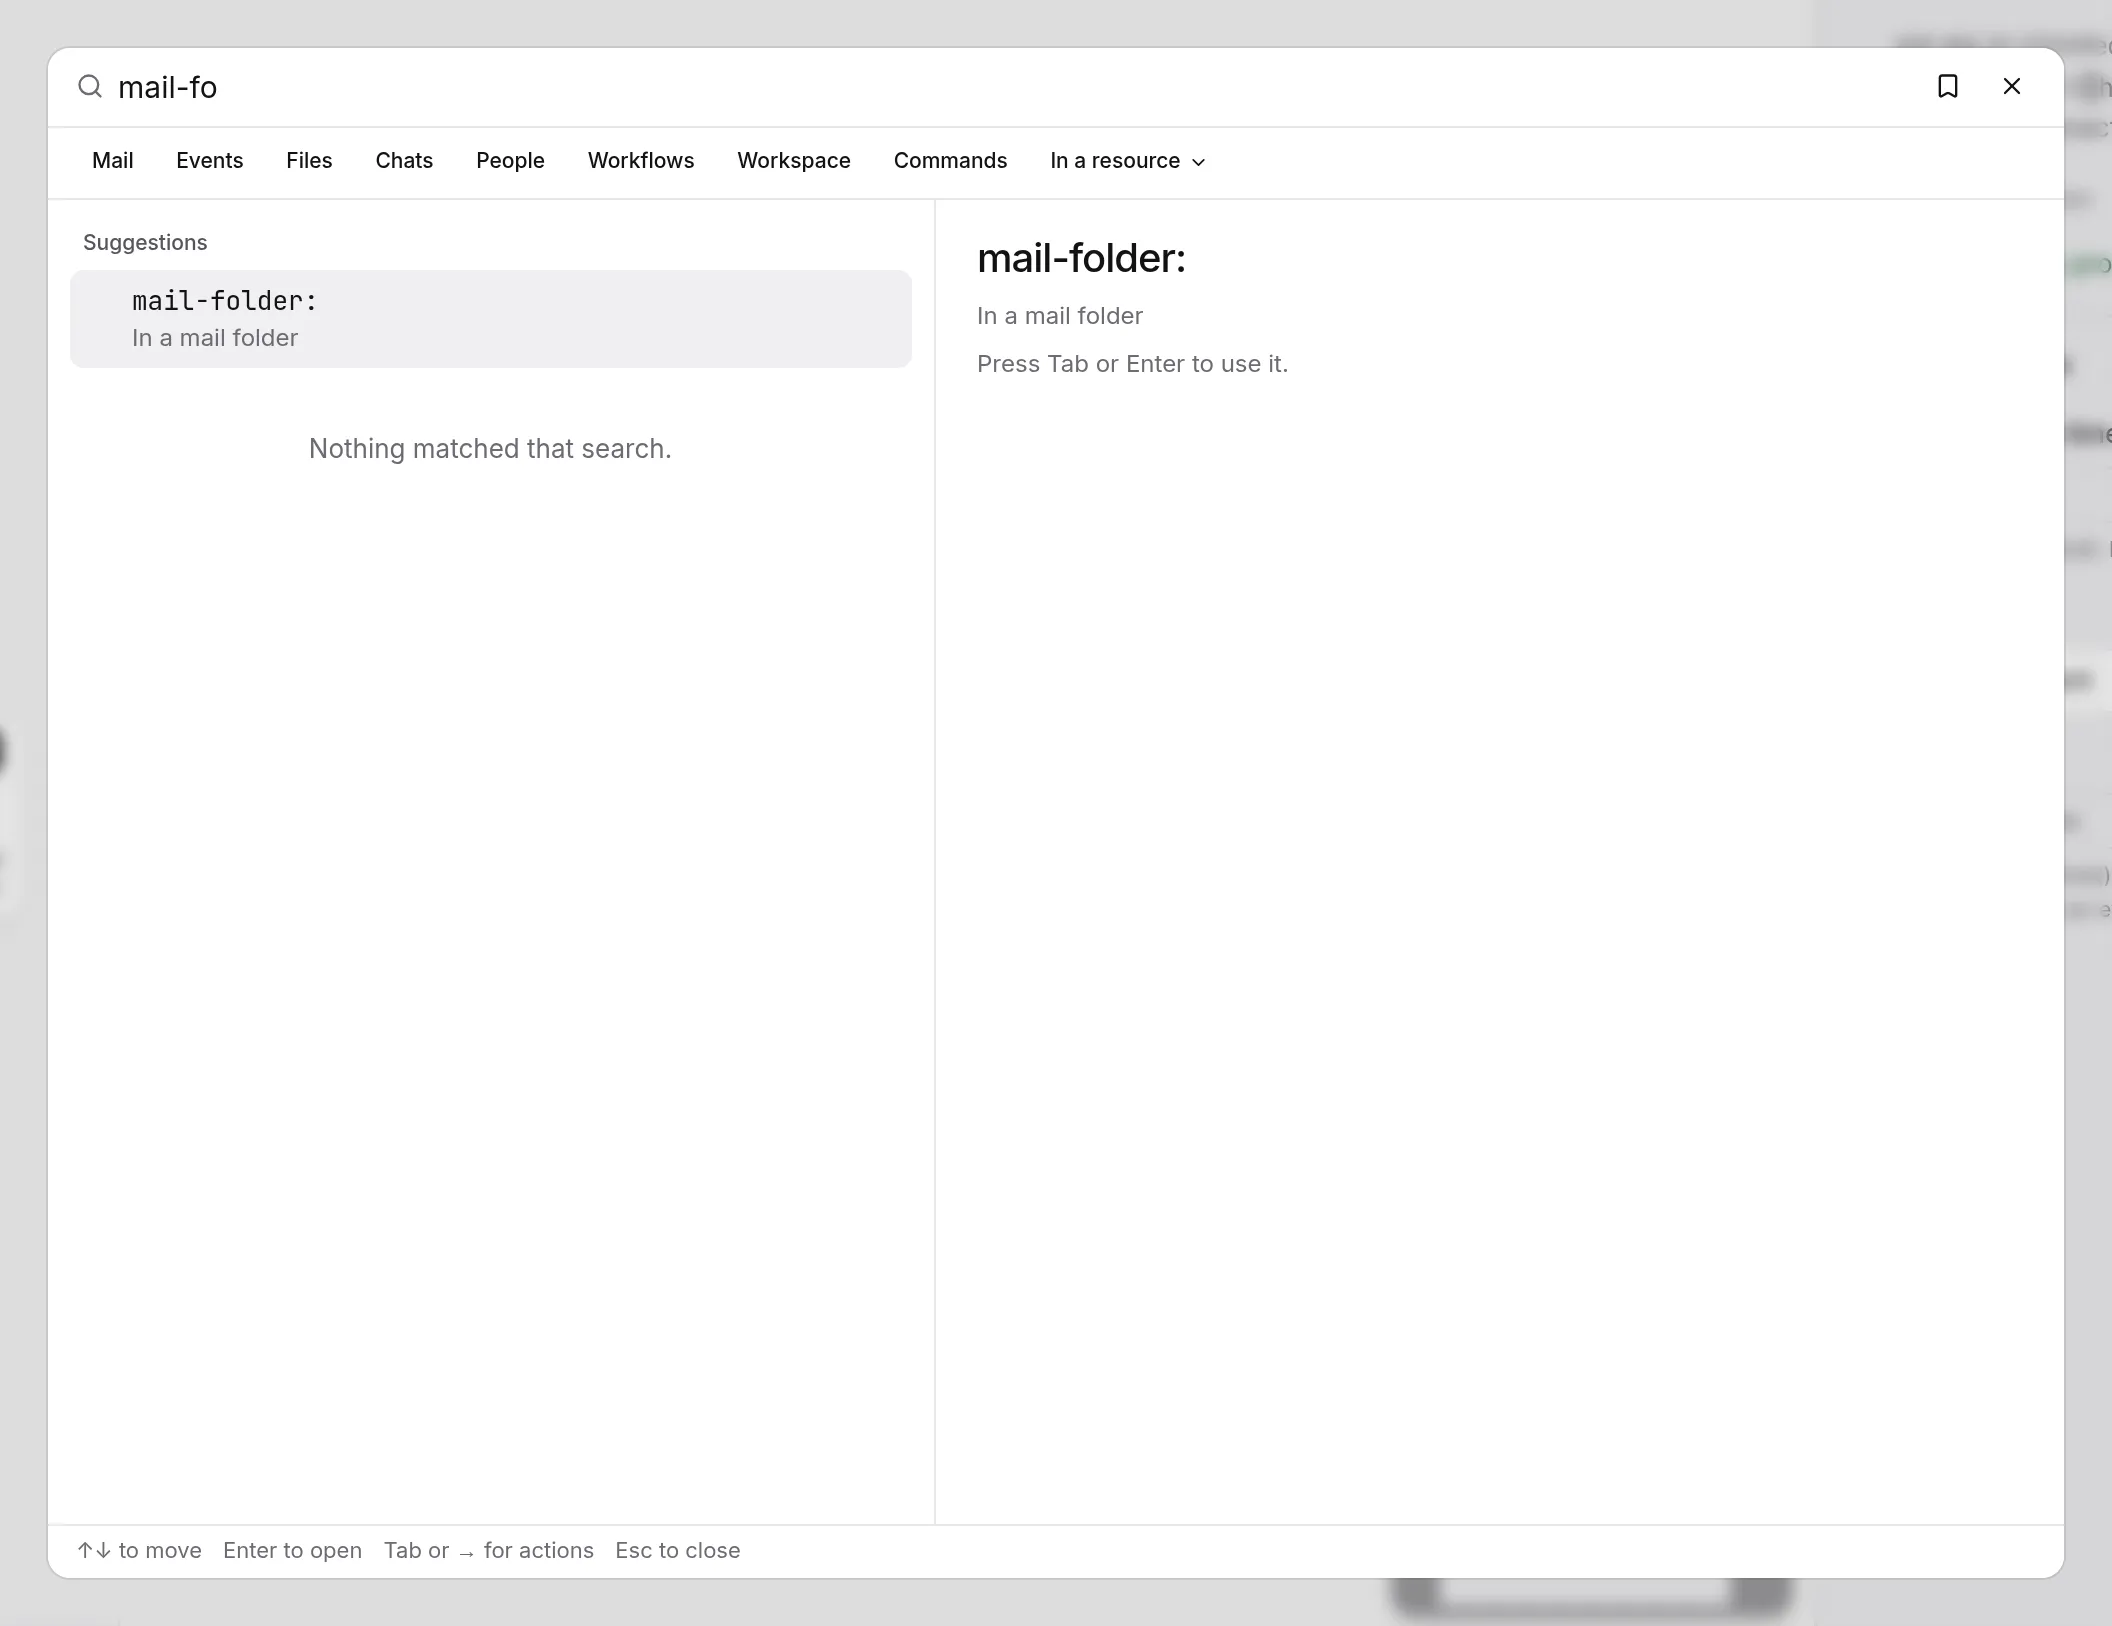 mail-fo
Mail Events Files Chats People Workflows Workspace Commands In a resource
Suggestions
mail-folder:
In a mail folder
Nothing matched that search.
mail-folder:
In a mail folder
Press Tab or Enter to use it.
↑↓ to move Enter to open Tab or → for actions Esc to close